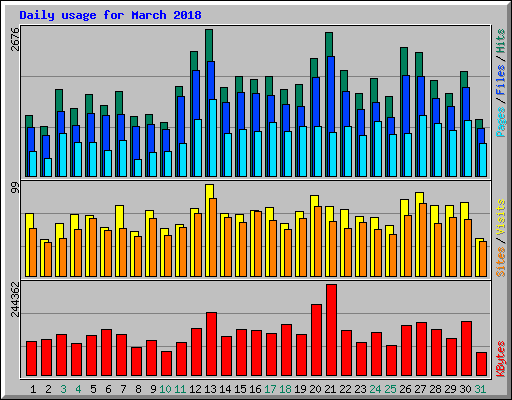 Daily usage for March 2018
2676
Pages/Files/Hits
99
Sites/Visits
244362
KBytes
1 2 3 4 5 6 7 8 9 10 11 12 13 14 15 16 17 18 19 20 21 22 23 24 25 26 27 28 29 30 31